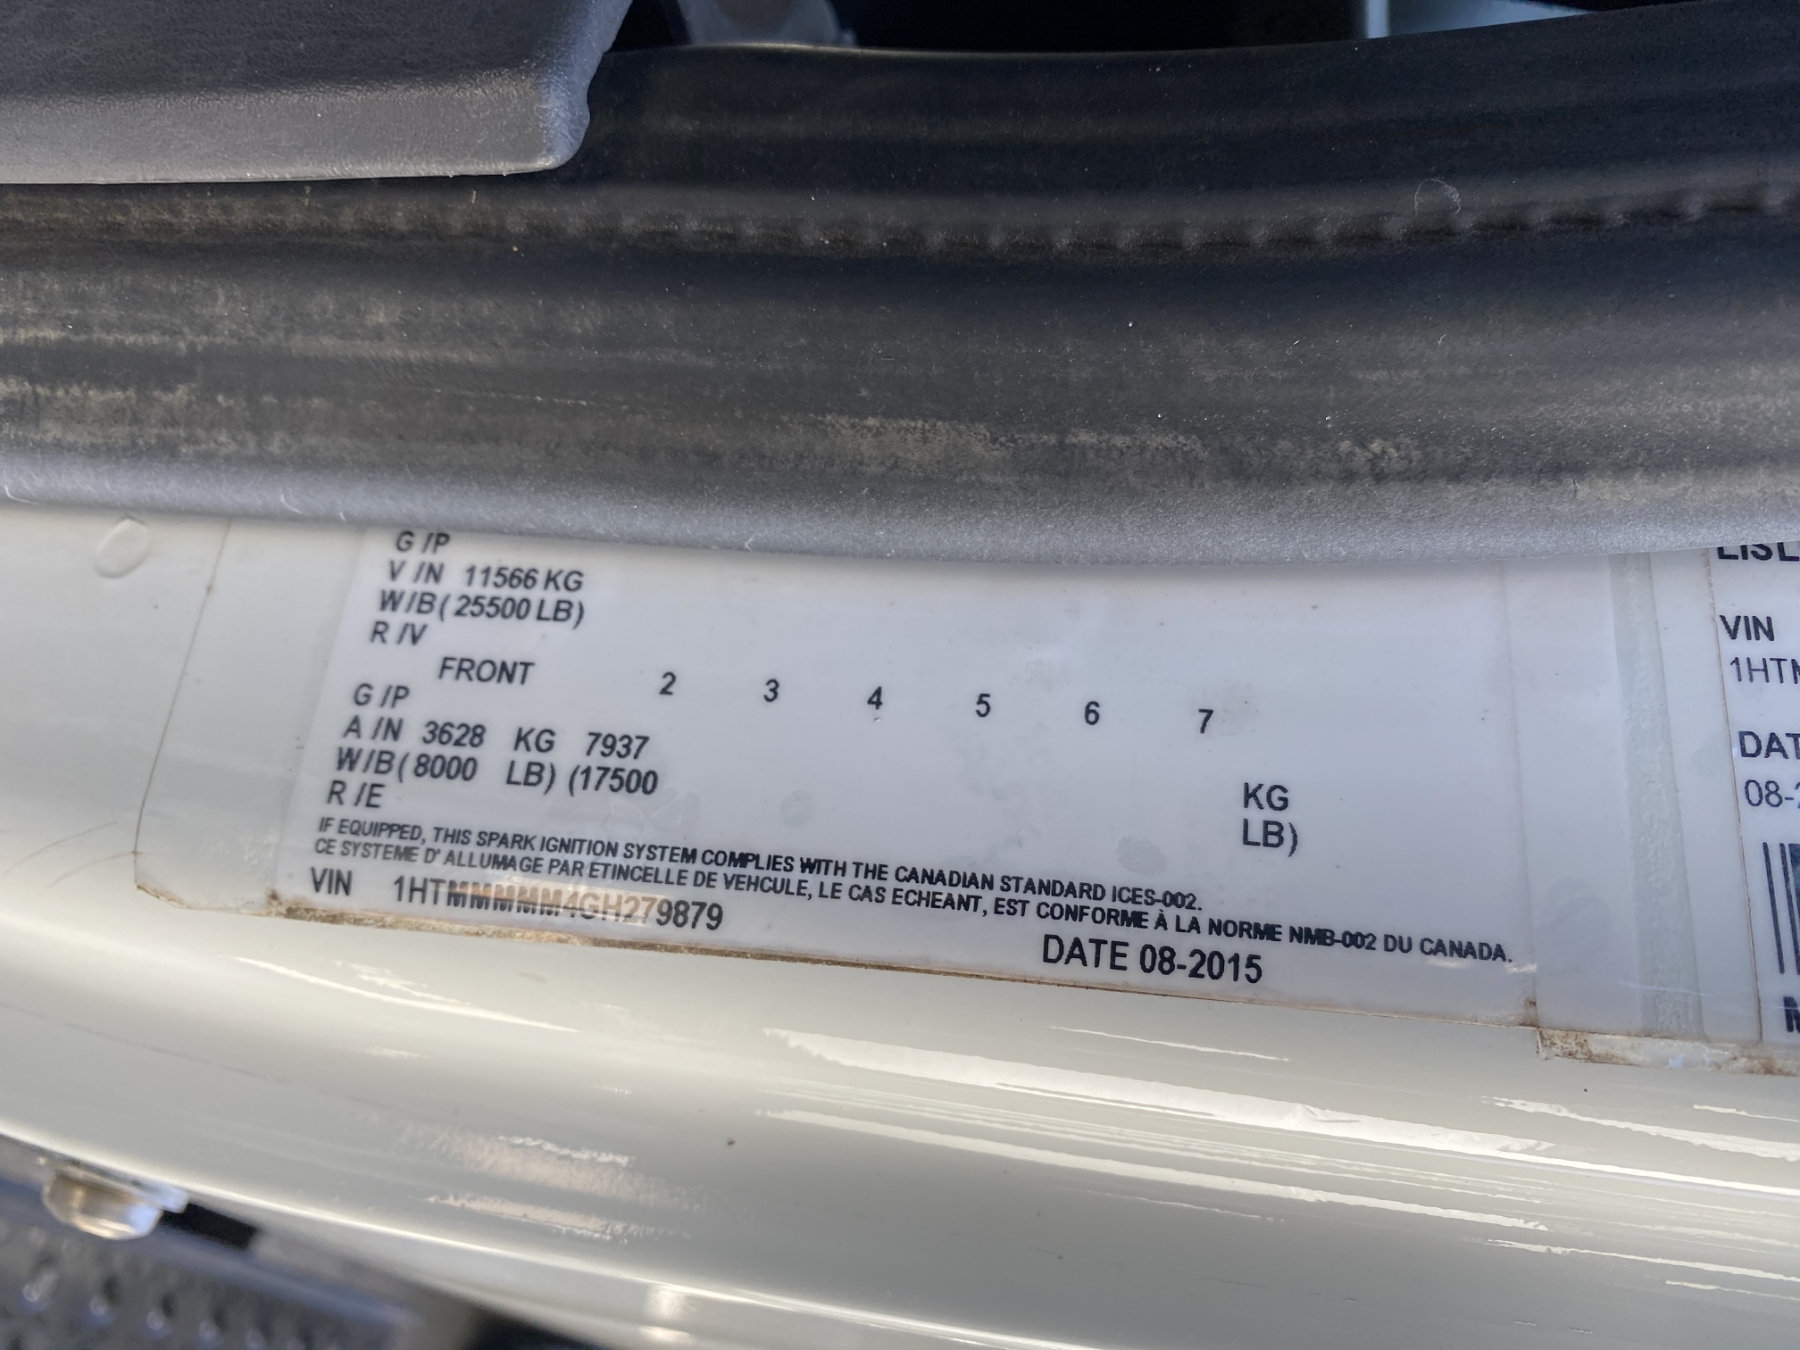 G/P
V/N 11566 KG
W/B (25500 LB)
R/V
FRONT 2 3 4 5 6 7
G/P
A/N 3628 KG 7937 KG
W/B (8000 LB) (17500 LB)
R/E
IF EQUIPPED, THIS SPARK IGNITION SYSTEM COMPLIES WITH THE CANADIAN STANDARD ICES-002.
CE SYSTEME D' ALLUMAGE PAR ETINCELLE DE VEHCULE, LE CAS ECHEANT, EST CONFORME À LA NORME NMB-002 DU CANADA.
VIN 1HTMMMMM4GH279879
DATE 08-2015
VIN
1HTM
DAT
08-2